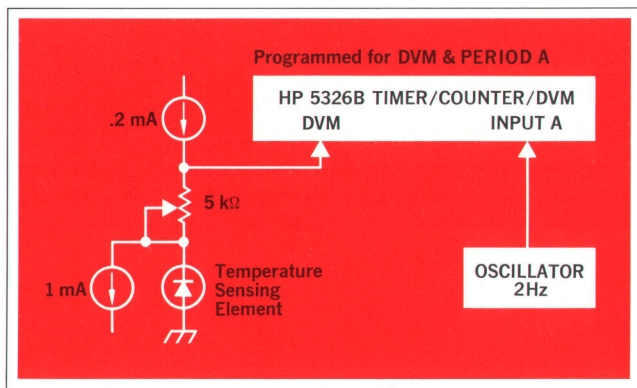 Programmed for DVM & PERIOD A
HP 5326B TIMER/COUNTER/DVM
DVM INPUT A
.2 mA
5 kΩ
1 mA
Temperature
Sensing
Element
OSCILLATOR
2Hz